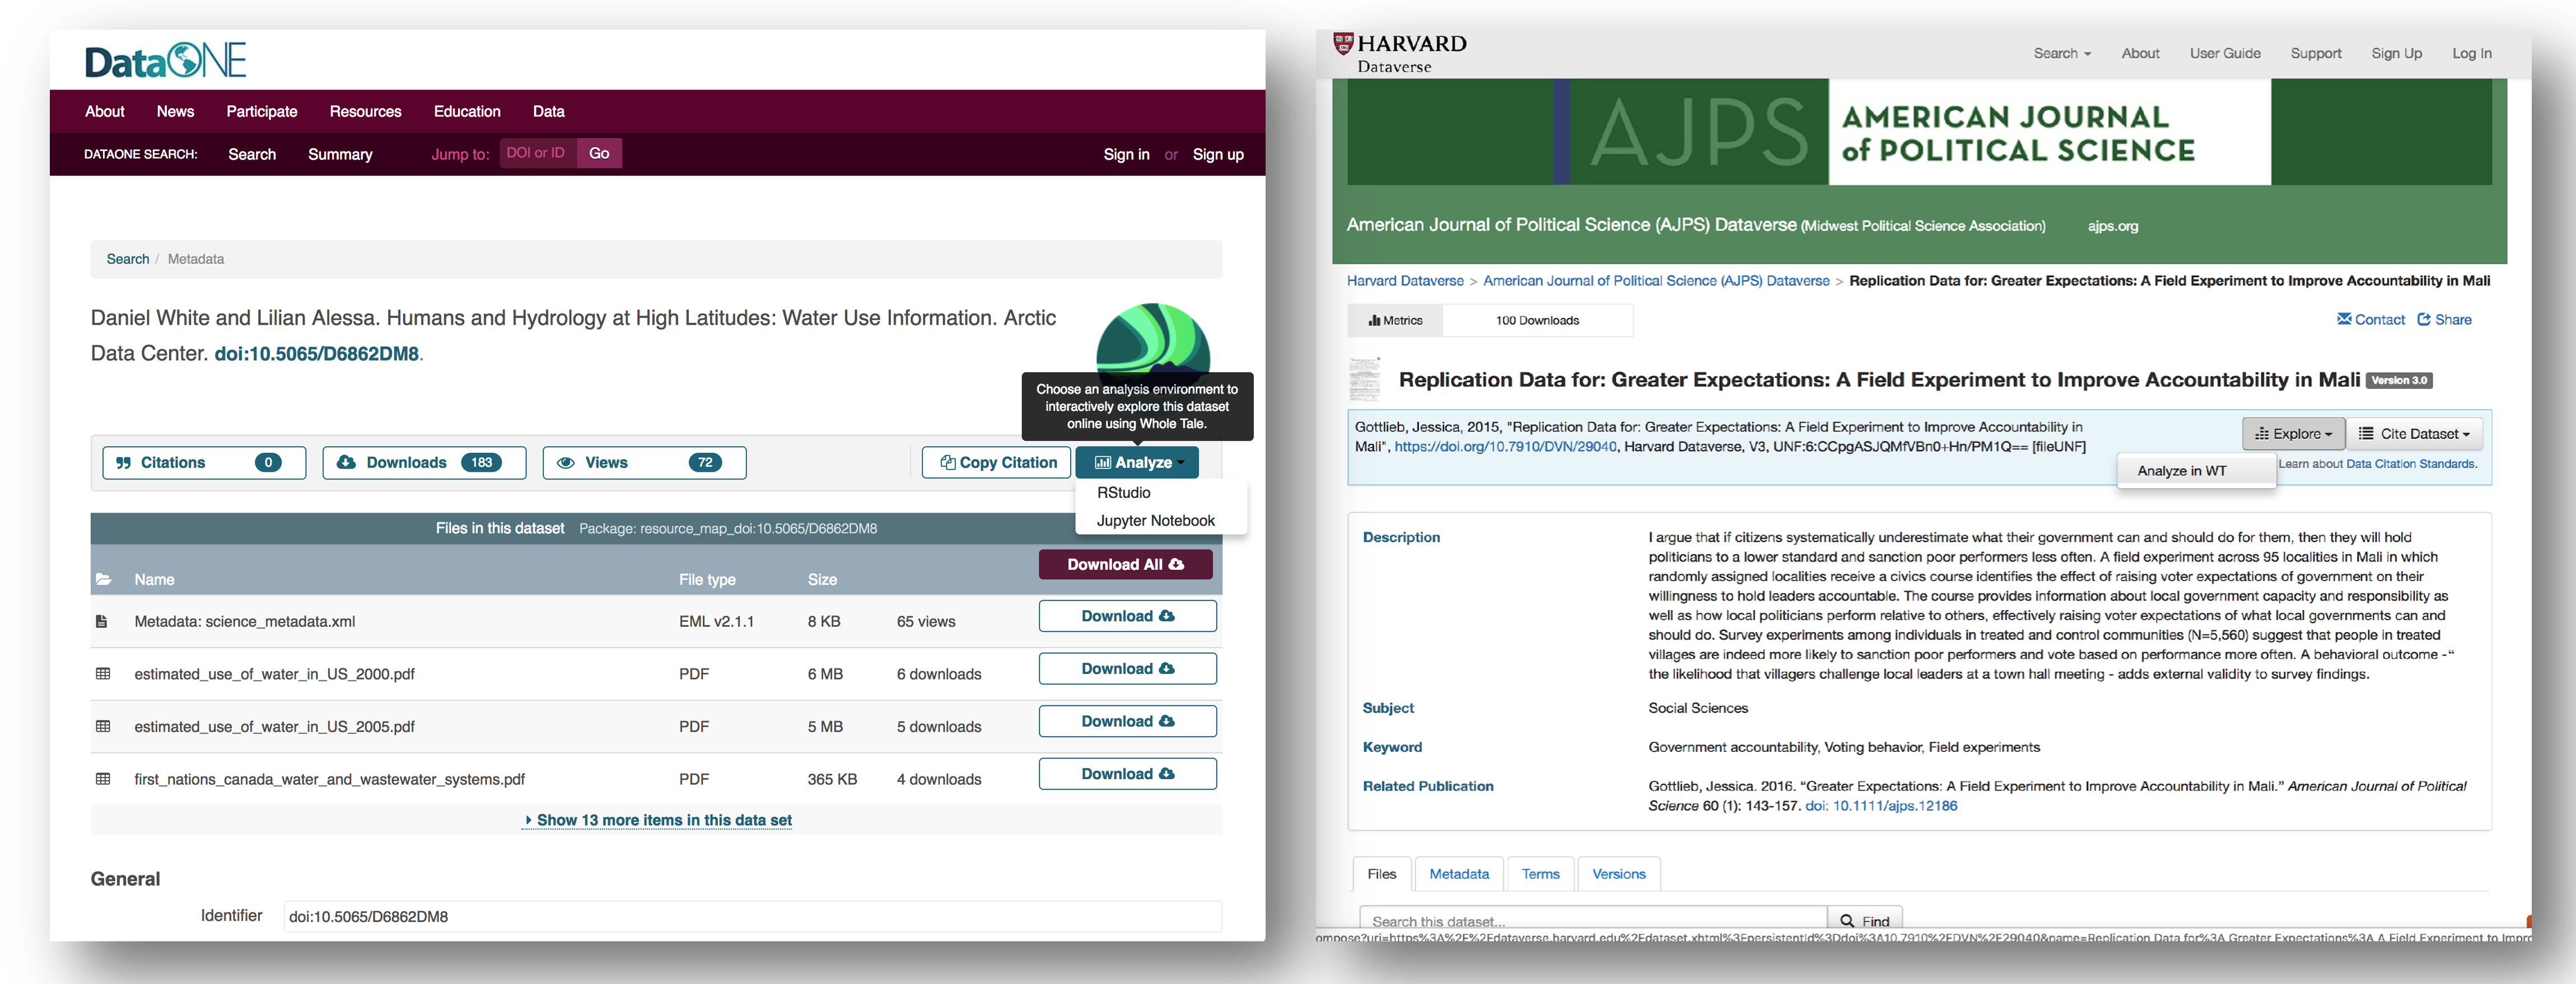 DataONE
About News Participate Resources Education Data
DATAONE SEARCH: Search Summary Jump to: DOI or ID Go Sign in or Sign up
Search / Metadata
Daniel White and Lilian Alessa. Humans and Hydrology at High Latitudes: Water Use Information. Arctic
Data Center. doi:10.5065/D6862DM8.
Choose an analysis environment to
interactively explore this dataset
online using Whole Tale.
Citations 0 Downloads 183 Views 72 Copy Citation Analyze
RStudio
Jupyter Notebook
Files in this dataset Package: resource_map_doi:10.5065/D6862DM8
Name File type Size Download All
Metadata: science_metadata.xml EML v2.1.1 8 KB 65 views Download
estimated_use_of_water_in_US_2000.pdf PDF 6 MB 6 downloads Download
estimated_use_of_water_in_US_2005.pdf PDF 5 MB 5 downloads Download
first_nations_canada_water_and_wastewater_systems.pdf PDF 365 KB 4 downloads Download
Show 13 more items in this data set
General
Identifier doi:10.5065/D6862DM8
HARVARD
Dataverse
Search About User Guide Support Sign Up Log In
AJPS
AMERICAN JOURNAL
of POLITICAL SCIENCE
American Journal of Political Science (AJPS) Dataverse (Midwest Political Science Association) ajps.org
Harvard Dataverse > American Journal of Political Science (AJPS) Dataverse > Replication Data for: Greater Expectations: A Field Experiment to Improve Accountability in Mali
Metrics 100 Downloads Contact Share
Replication Data for: Greater Expectations: A Field Experiment to Improve Accountability in Mali Version 3.0
Gottlieb, Jessica, 2015, "Replication Data for: Greater Expectations: A Field Experiment to Improve Accountability in
Mali", https://doi.org/10.7910/DVN/29040, Harvard Dataverse, V3, UNF:6:CCpgASJQMfVBn0+Hn/PM1Q== [fileUNF]
Explore Cite Dataset
Analyze in WT
Learn about Data Citation Standards.
Description I argue that if citizens systematically underestimate what their government can and should do for them, then they will hold
politicians to a lower standard and sanction poor performers less often. A field experiment across 95 localities in Mali in which
randomly assigned localities receive a civics course identifies the effect of raising voter expectations of government on their
willingness to hold leaders accountable. The course provides information about local government capacity and responsibility as
well as how local politicians perform relative to others, effectively raising voter expectations of what local governments can and
should do. Survey experiments among individuals in treated and control communities (N=5,560) suggest that people in treated
villages are indeed more likely to sanction poor performers and vote based on performance more often. A behavioral outcome -“
the likelihood that villagers challenge local leaders at a town hall meeting - adds external validity to survey findings.
Subject Social Sciences
Keyword Government accountability, Voting behavior, Field experiments
Related Publication Gottlieb, Jessica. 2016. “Greater Expectations: A Field Experiment to Improve Accountability in Mali.” American Journal of Political
Science 60 (1): 143-157. doi: 10.1111/ajps.12186
Files Metadata Terms Versions
Search this dataset... Find
ompose?uri=https%3A%2F%2Fdataverse.harvard.edu%2Fdataset.xhtml%3FpersistentId%3Ddoi%3A10.7910%2FDVN%2F29040&name=Replication Data for%3A Greater Expectations%3A A Field Experiment to Impro